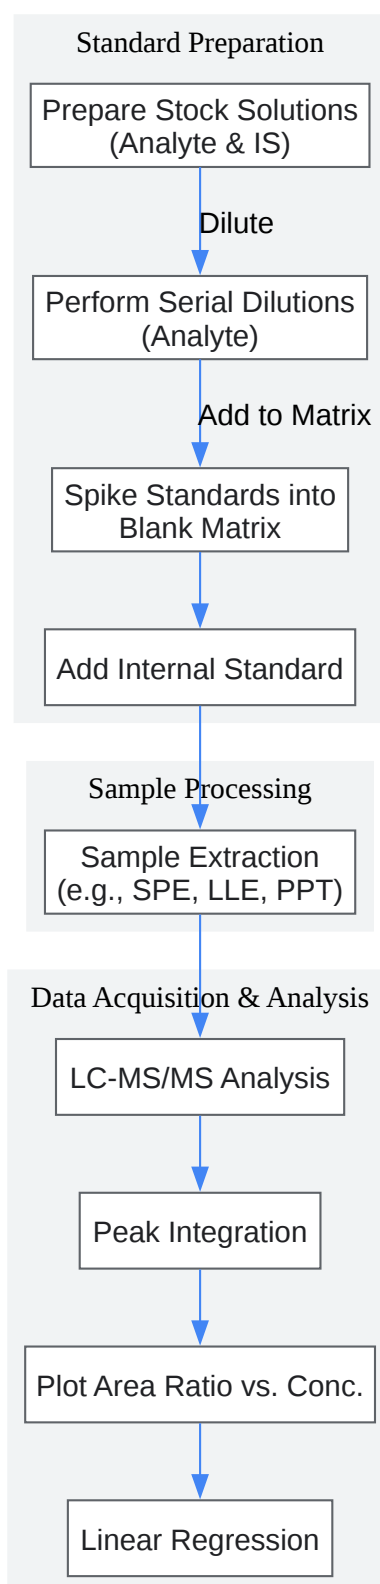 Standard Preparation
Prepare Stock Solutions
(Analyte & IS)
Dilute
Perform Serial Dilutions
(Analyte)
Add to Matrix
Spike Standards into
Blank Matrix
Add Internal Standard
Sample Processing
Sample Extraction
(e.g., SPE, LLE, PPT)
Data Acquisition & Analysis
LC-MS/MS Analysis
Peak Integration
Plot Area Ratio vs. Conc.
Linear Regression